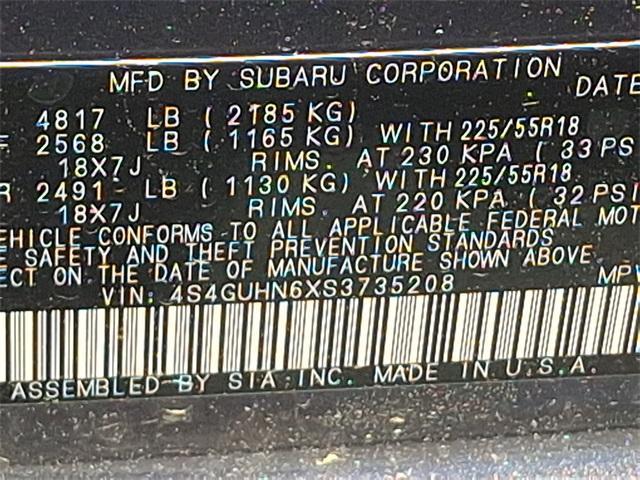 MFD BY SUBARU CORPORATION DATE
4817 LB ( 2185 KG)
2568 LB ( 1165 KG) WITH 225/55R18
18X7J RIMS. AT 230 KPA ( 33 PS
R 2491 LB ( 1130 KG) WITH 225/55R18
18X7J RIMS. AT 220 KPA ( 32 PSI
EHICLE CONFORMS TO ALL APPLICABLE FEDERAL MOT
E SAFETY AND THEFT PREVENTION STANDARDS
ECT ON THE DATE OF MANUFACTURE SHOWN ABOVE
VIN: 4S4GUHN6XS3735208 MPV
ASSEMBLED BY SIA INC. MADE IN U.S.A.